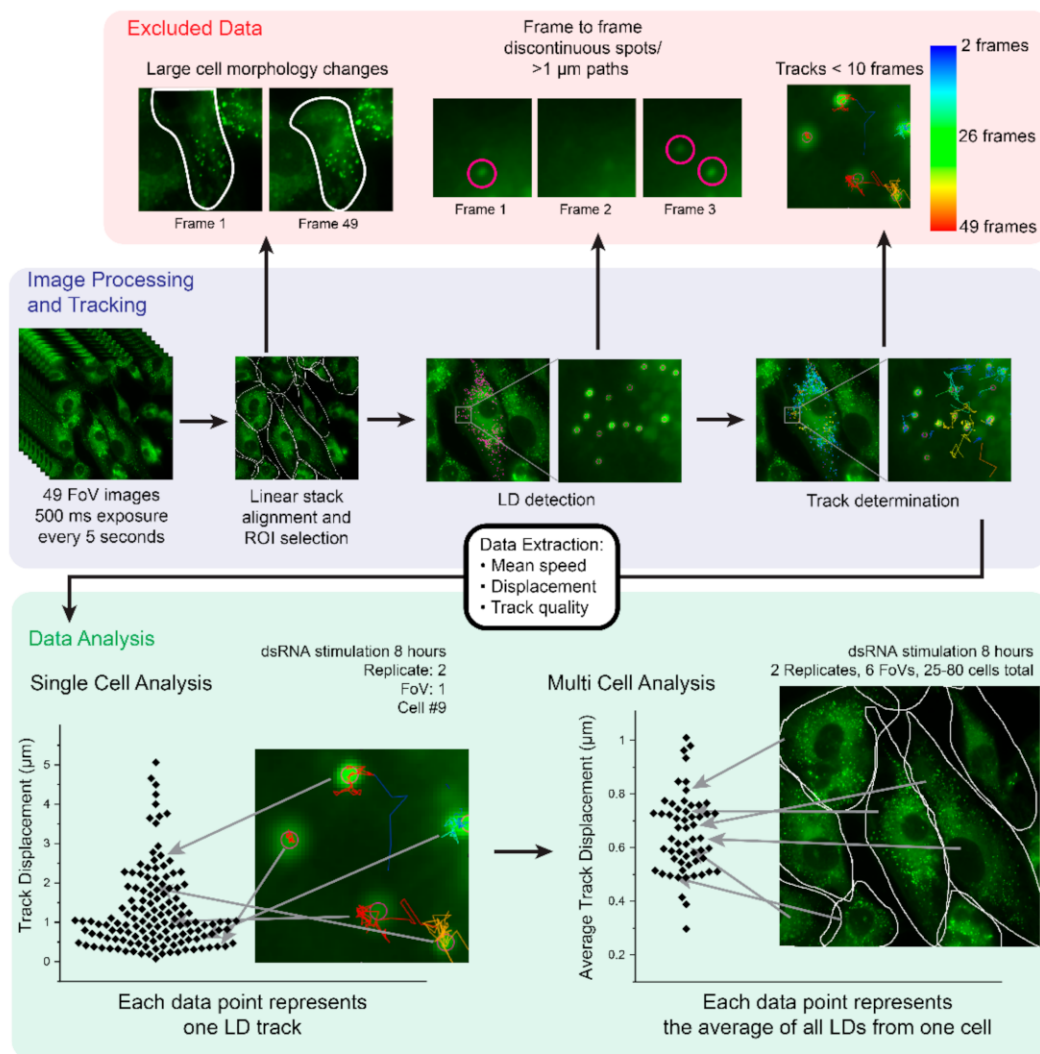 Excluded Data
Large cell morphology changes
Frame 1
Frame 49
Frame to frame
discontinuous spots/
>1 μm paths
Frame 1
Frame 2
Frame 3
Tracks < 10 frames
2 frames
26 frames
49 frames
Image Processing
and Tracking
49 FoV images
500 ms exposure
every 5 seconds
Linear stack
alignment and
ROI selection
LD detection
Track determination
Data Extraction:
• Mean speed
• Displacement
• Track quality
Data Analysis
Single Cell Analysis
dsRNA stimulation 8 hours
Replicate: 2
FoV: 1
Cell #9
Track Displacement (μm)
5
4
3
2
1
0
Each data point represents
one LD track
Multi Cell Analysis
dsRNA stimulation 8 hours
2 Replicates, 6 FoVs, 25-80 cells total
Average Track Displacement (μm)
1
0.8
0.6
0.4
0.2
Each data point represents
the average of all LDs from one cell